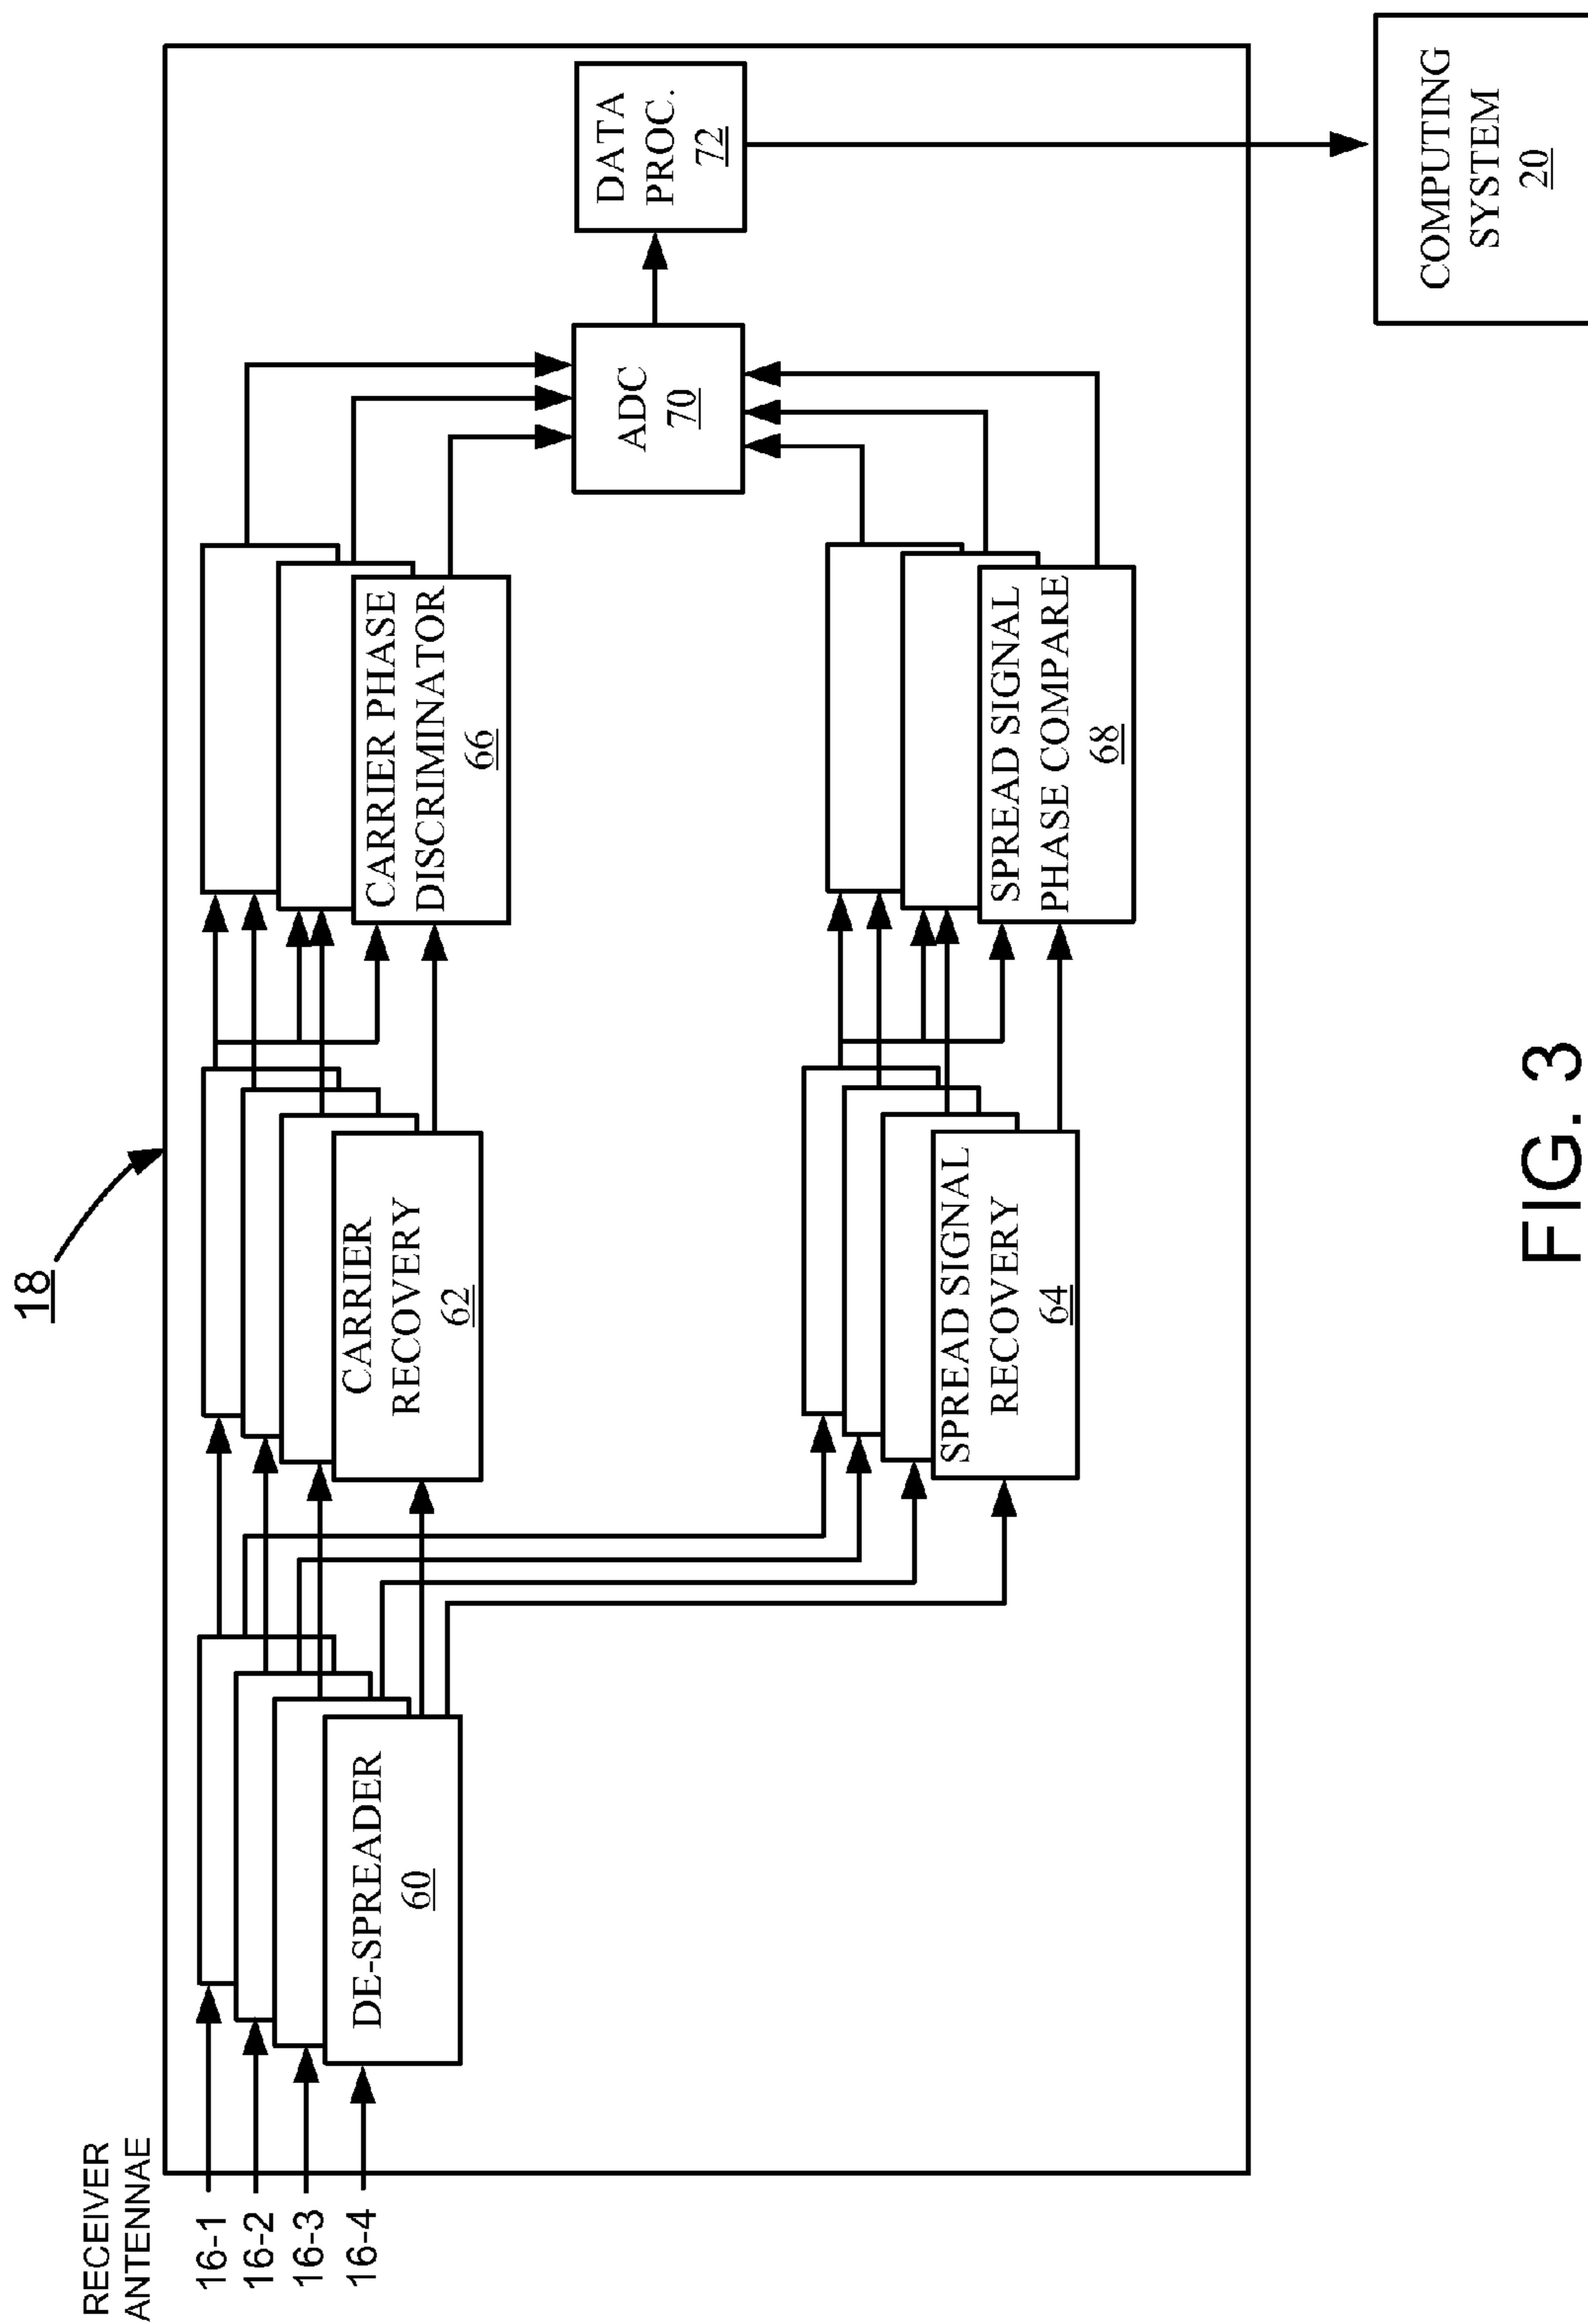 18
RECEIVER
ANTENNAE
16-1
16-2
16-3
16-4
DE-SPREADER
60
CARRIER
RECOVERY
62
SPREAD SIGNAL
RECOVERY
64
CARRIER PHASE
DISCRIMINATOR
66
SPREAD SIGNAL
PHASE COMPARE
68
ADC
70
DATA
PROC.
72
COMPUTING
SYSTEM
20
FIG. 3